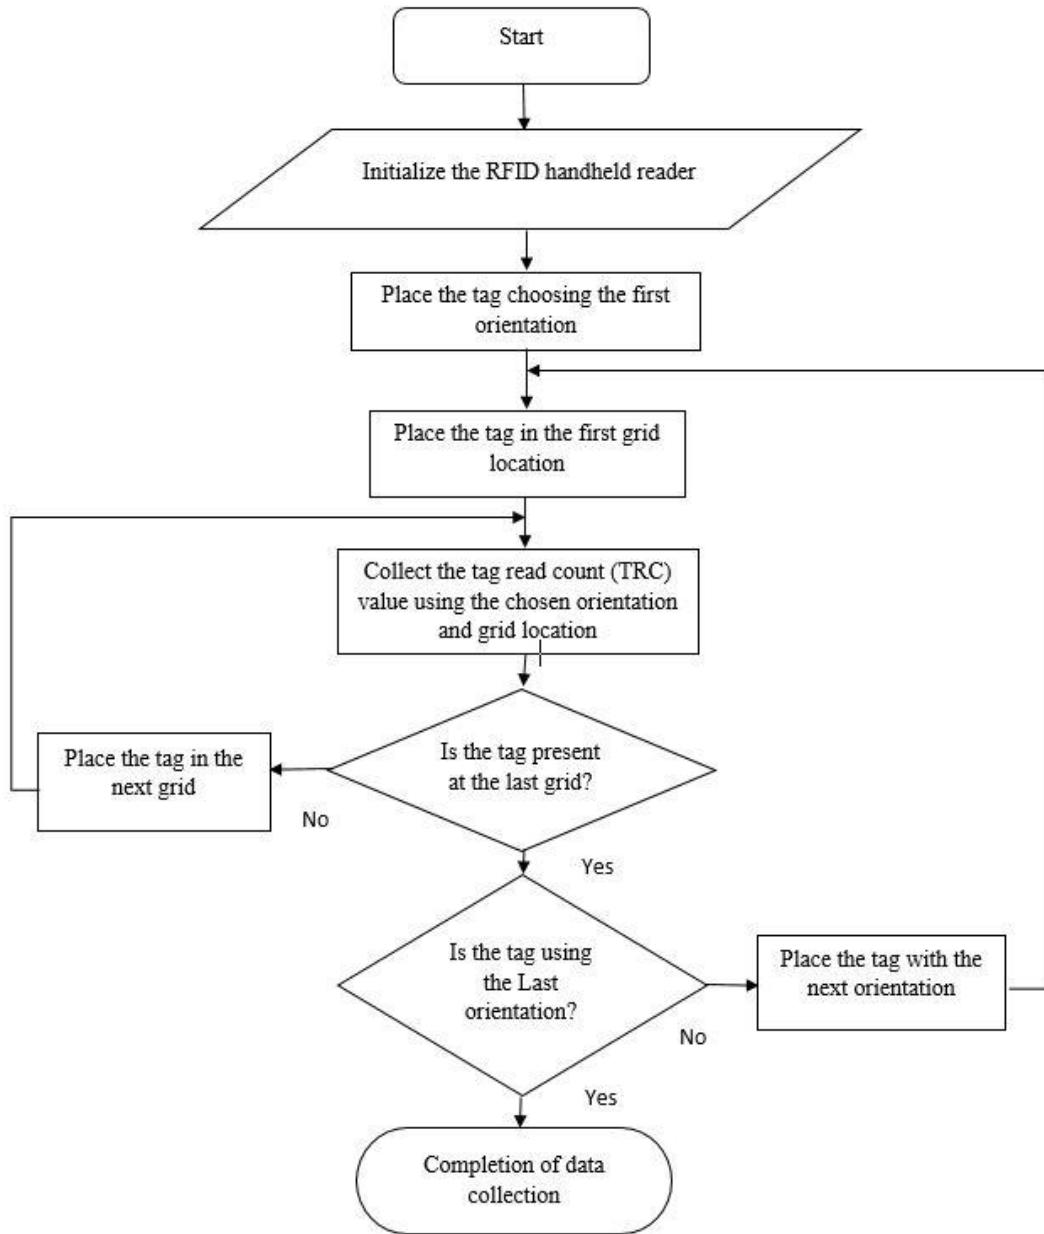 Start
Initialize the RFID handheld reader
Place the tag choosing the first
orientation
Place the tag in the first grid
location
Collect the tag read count (TRC)
value using the chosen orientation
and grid location
Is the tag present
at the last grid?
Place the tag in the
next grid
No
Yes
Is the tag using
the Last
orientation?
Place the tag with the
next orientation
No
Yes
Completion of data
collection